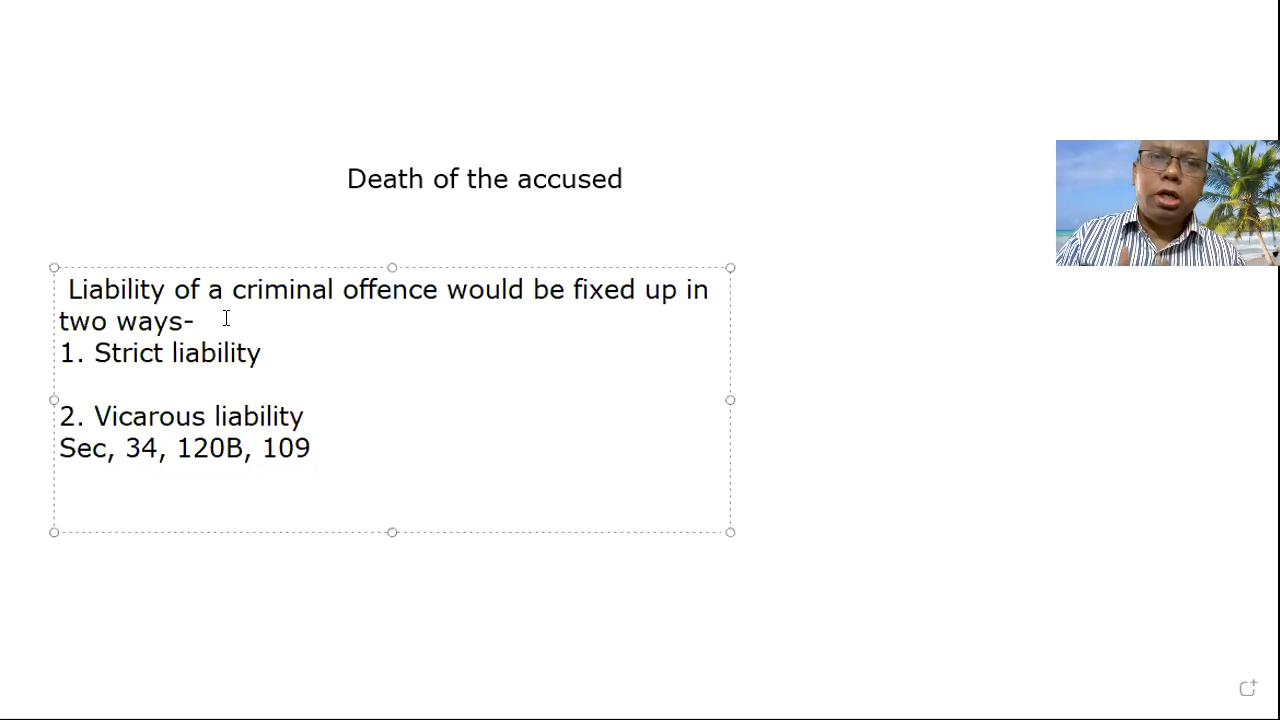 Death of the accused
Liability of a criminal offence would be fixed up in
two ways-
1. Strict liability
2. Vicarous liability
Sec, 34, 120B, 109